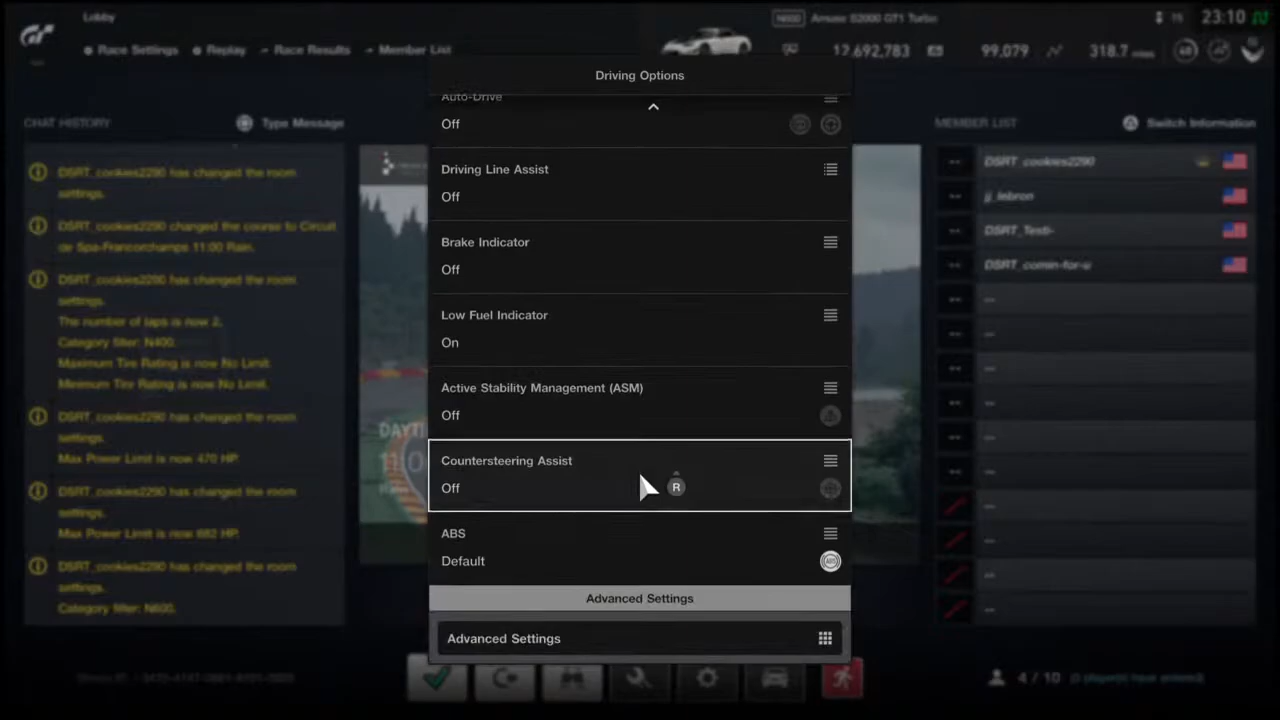 Lobby
Race Settings
Replay
Race Results
Member List
N600
Amuse S2000 GT1 Turbo
15
23:10
12,692,783
99,079
318.7 miles
Driving Options
Auto-Drive
Off
Driving Line Assist
Off
Brake Indicator
Off
Low Fuel Indicator
On
Active Stability Management (ASM)
Off
Countersteering Assist
Off
R
ABS
Default
Advanced Settings
Advanced Settings
CHAT HISTORY
Type Message
DSRT_cookies2290 has changed the room
settings.
DSRT_cookies2290 changed the course to Circuit
de Spa-Francorchamps 11:00 Rain.
DSRT_cookies2290 has changed the room
settings.
The number of laps is now 2.
Category filter: N400.
Maximum Tire Rating is now No Limit.
Minimum Tire Rating is now No Limit.
DSRT_cookies2290 has changed the room
settings.
Max Power Limit is now 470 HP.
DSRT_cookies2290 has changed the room
settings.
Max Power Limit is now 682 HP.
DSRT_cookies2290 has changed the room
settings.
Category filter: N600.
DAYTI
11:0
MEMBER LIST
Switch Information
DSRT_cookies2290
jj_lebron
DSRT_Testi-
DSRT_comin-for-u
4 / 10